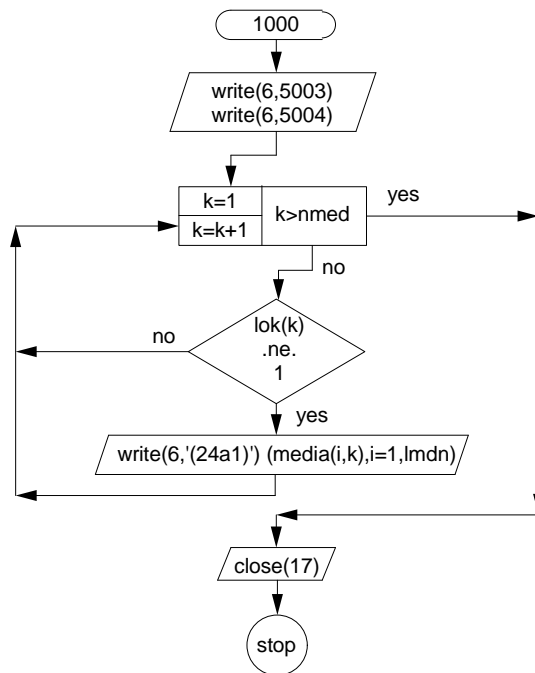 1000
write(6,5003)
write(6,5004)
k=1
k=k+1
k>nmed
yes
no
lok(k)
.ne.
1
no
yes
write(6,'(24a1)') (media(i,k),i=1,lmdn)
close(17)
stop